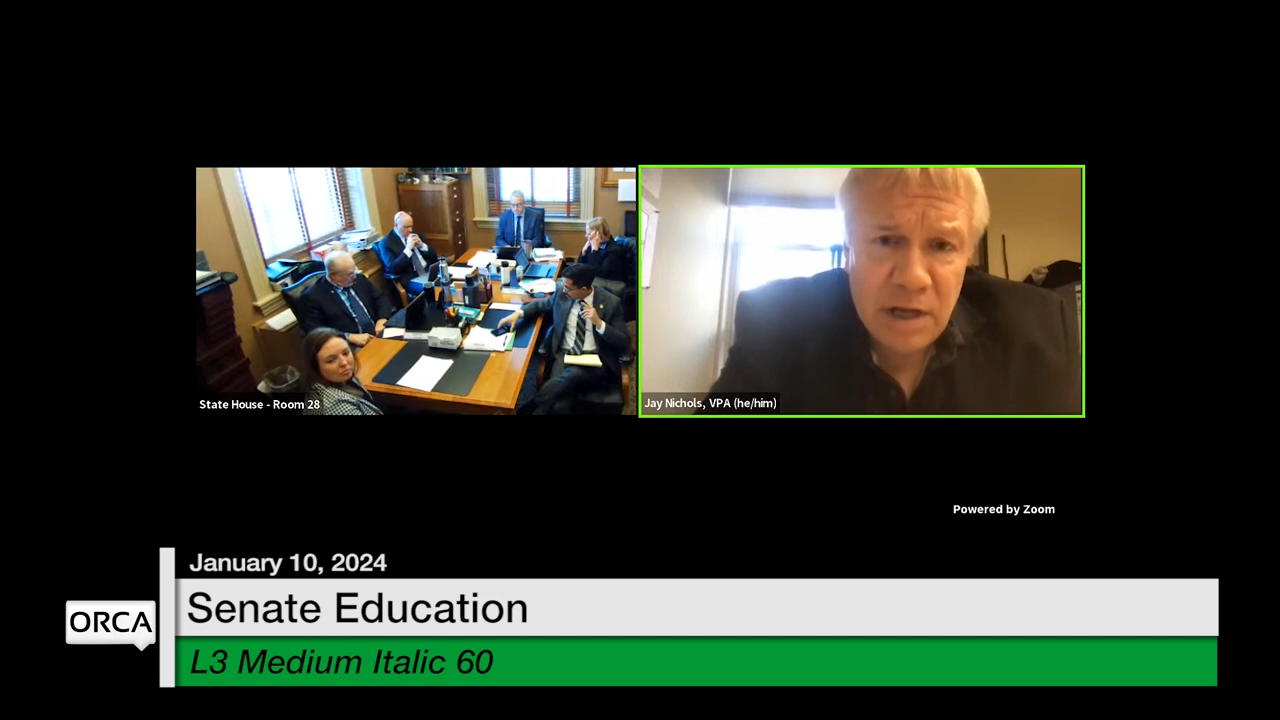 State House - Room 28
Jay Nichols, VPA (he/him)
Powered by Zoom
January 10, 2024
ORCA
Senate Education
L3 Medium Italic 60